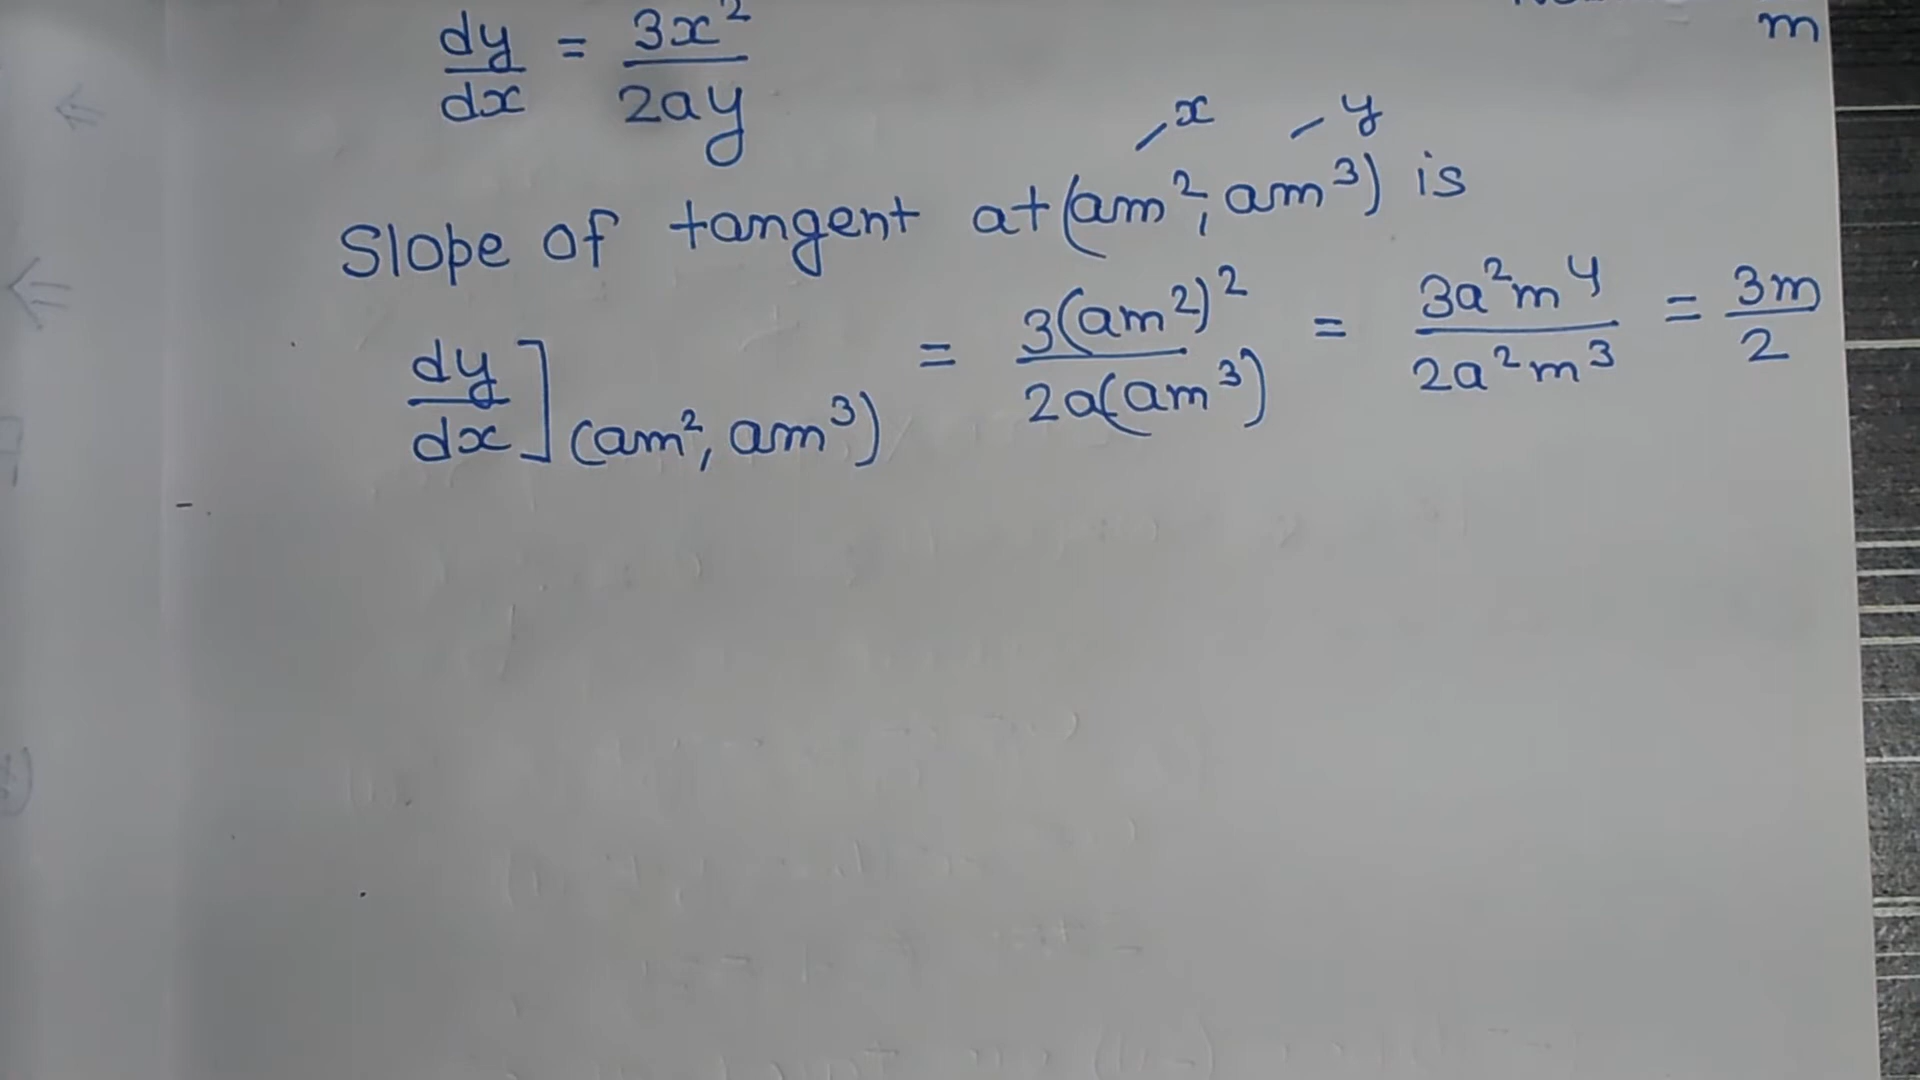 dy/dx = 3x²/2ay
m
x y
Slope of tangent at (am², am³) is
dy/dx](am², am³) = 3(am²)²/2a(am³) = 3a²m⁴/2a²m³ = 3m/2